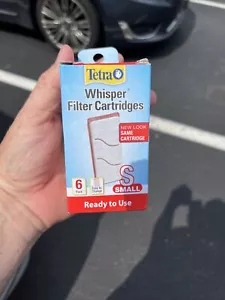 Tetra
Whisper®
Filter Cartridges
NEW LOOK
SAME
CARTRIDGE
6
S
SMALL
Ready to Use